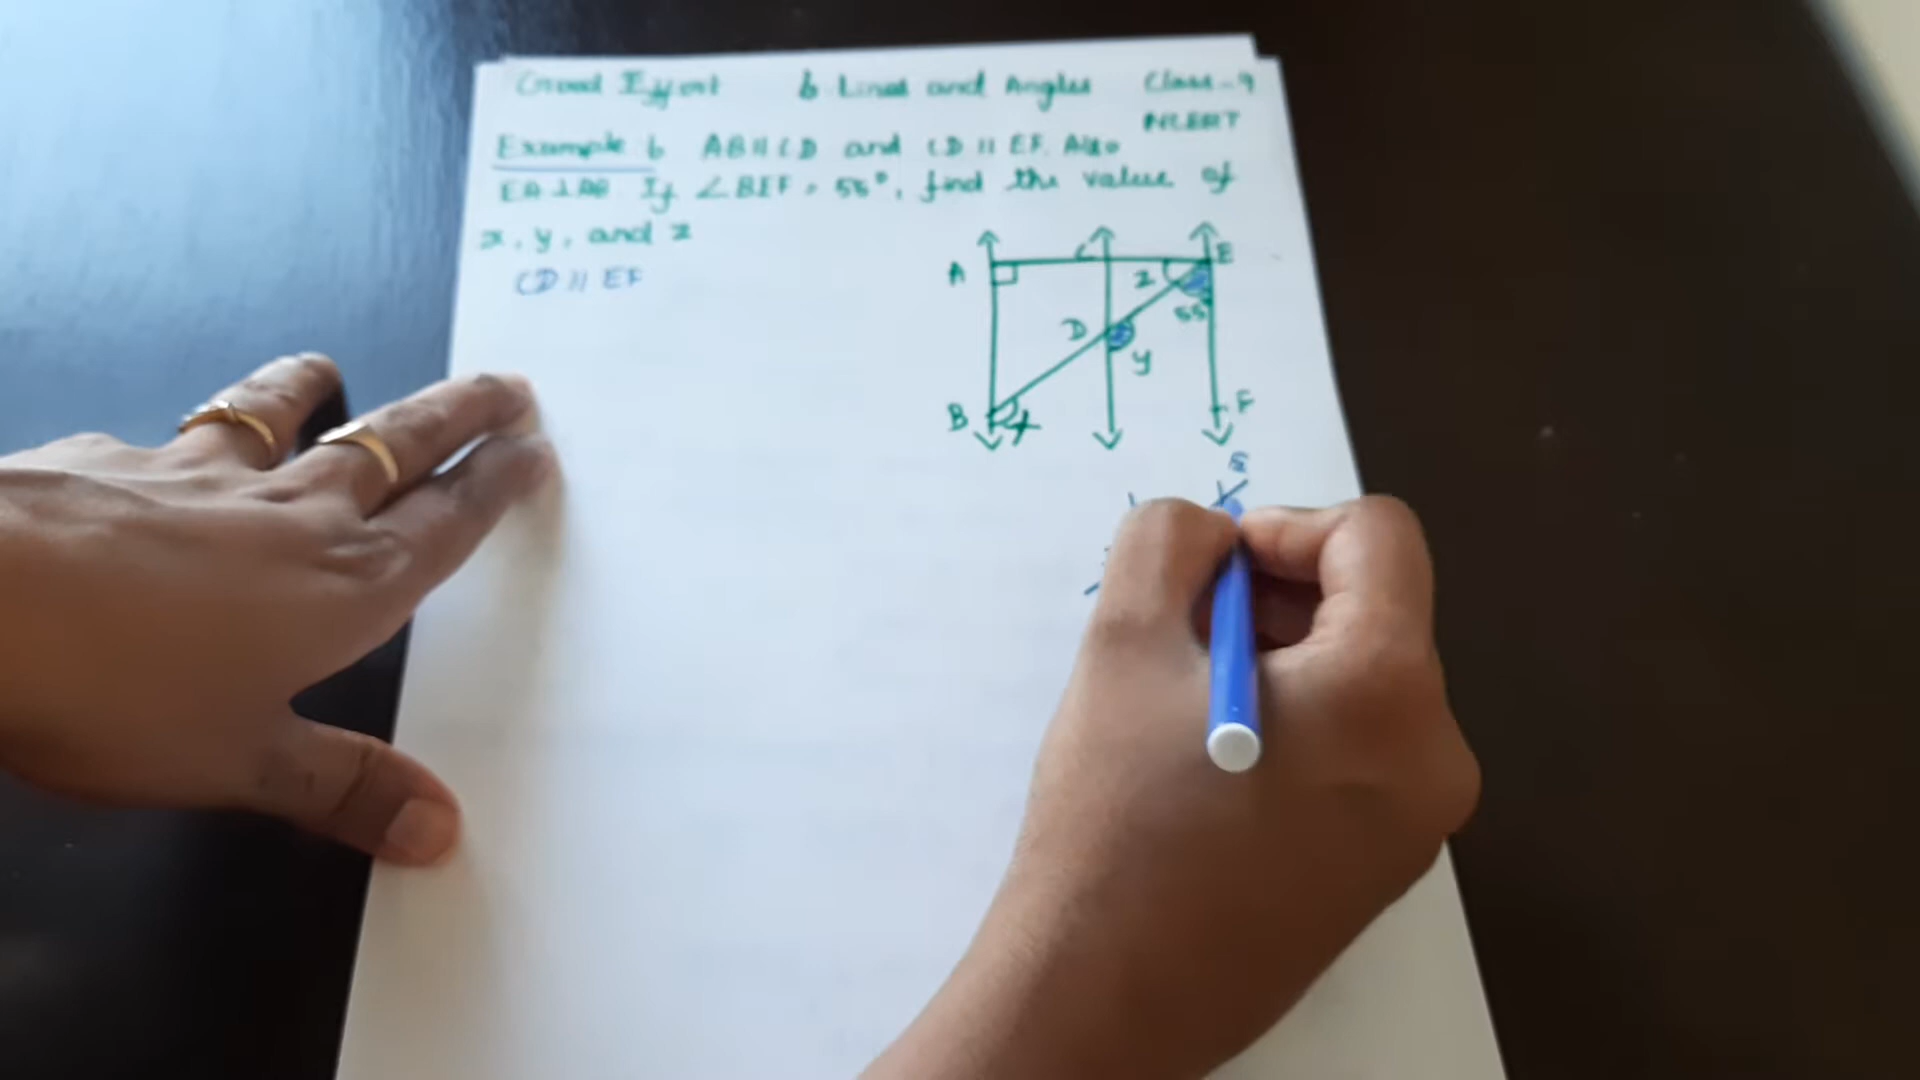 Good Effort 6 Lines and Angles Class-9
NCERT
Example 6 AB || CD and CD || EF. Also
EA ⊥ AB If ∠BEF = 55°, find the value of
x, y, and z
CD || EF
A C E
z
55
D
y
B x F
E